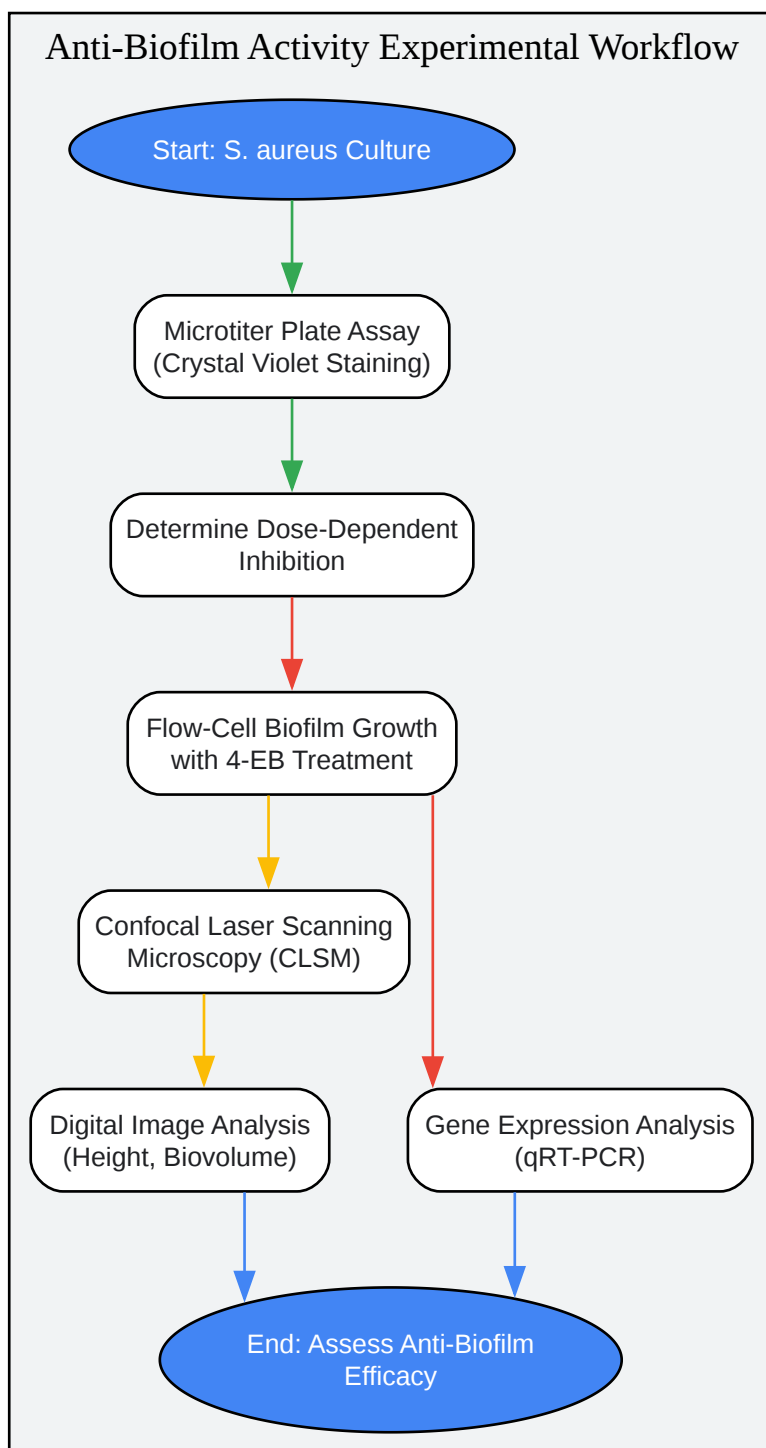 Anti-Biofilm Activity Experimental Workflow
Start: S. aureus Culture
Microtiter Plate Assay
(Crystal Violet Staining)
Determine Dose-Dependent
Inhibition
Flow-Cell Biofilm Growth
with 4-EB Treatment
Confocal Laser Scanning
Microscopy (CLSM)
Digital Image Analysis
(Height, Biovolume)
Gene Expression Analysis
(qRT-PCR)
End: Assess Anti-Biofilm
Efficacy